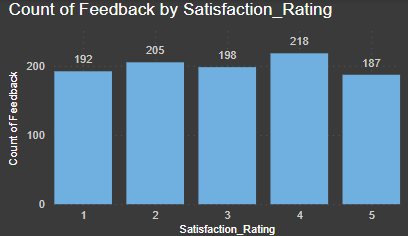 Count of Feedback by Satisfaction_Rating
218
205
198
192
187
200
100
0
Count of Feedback
1 2 3 4 5
Satisfaction_Rating